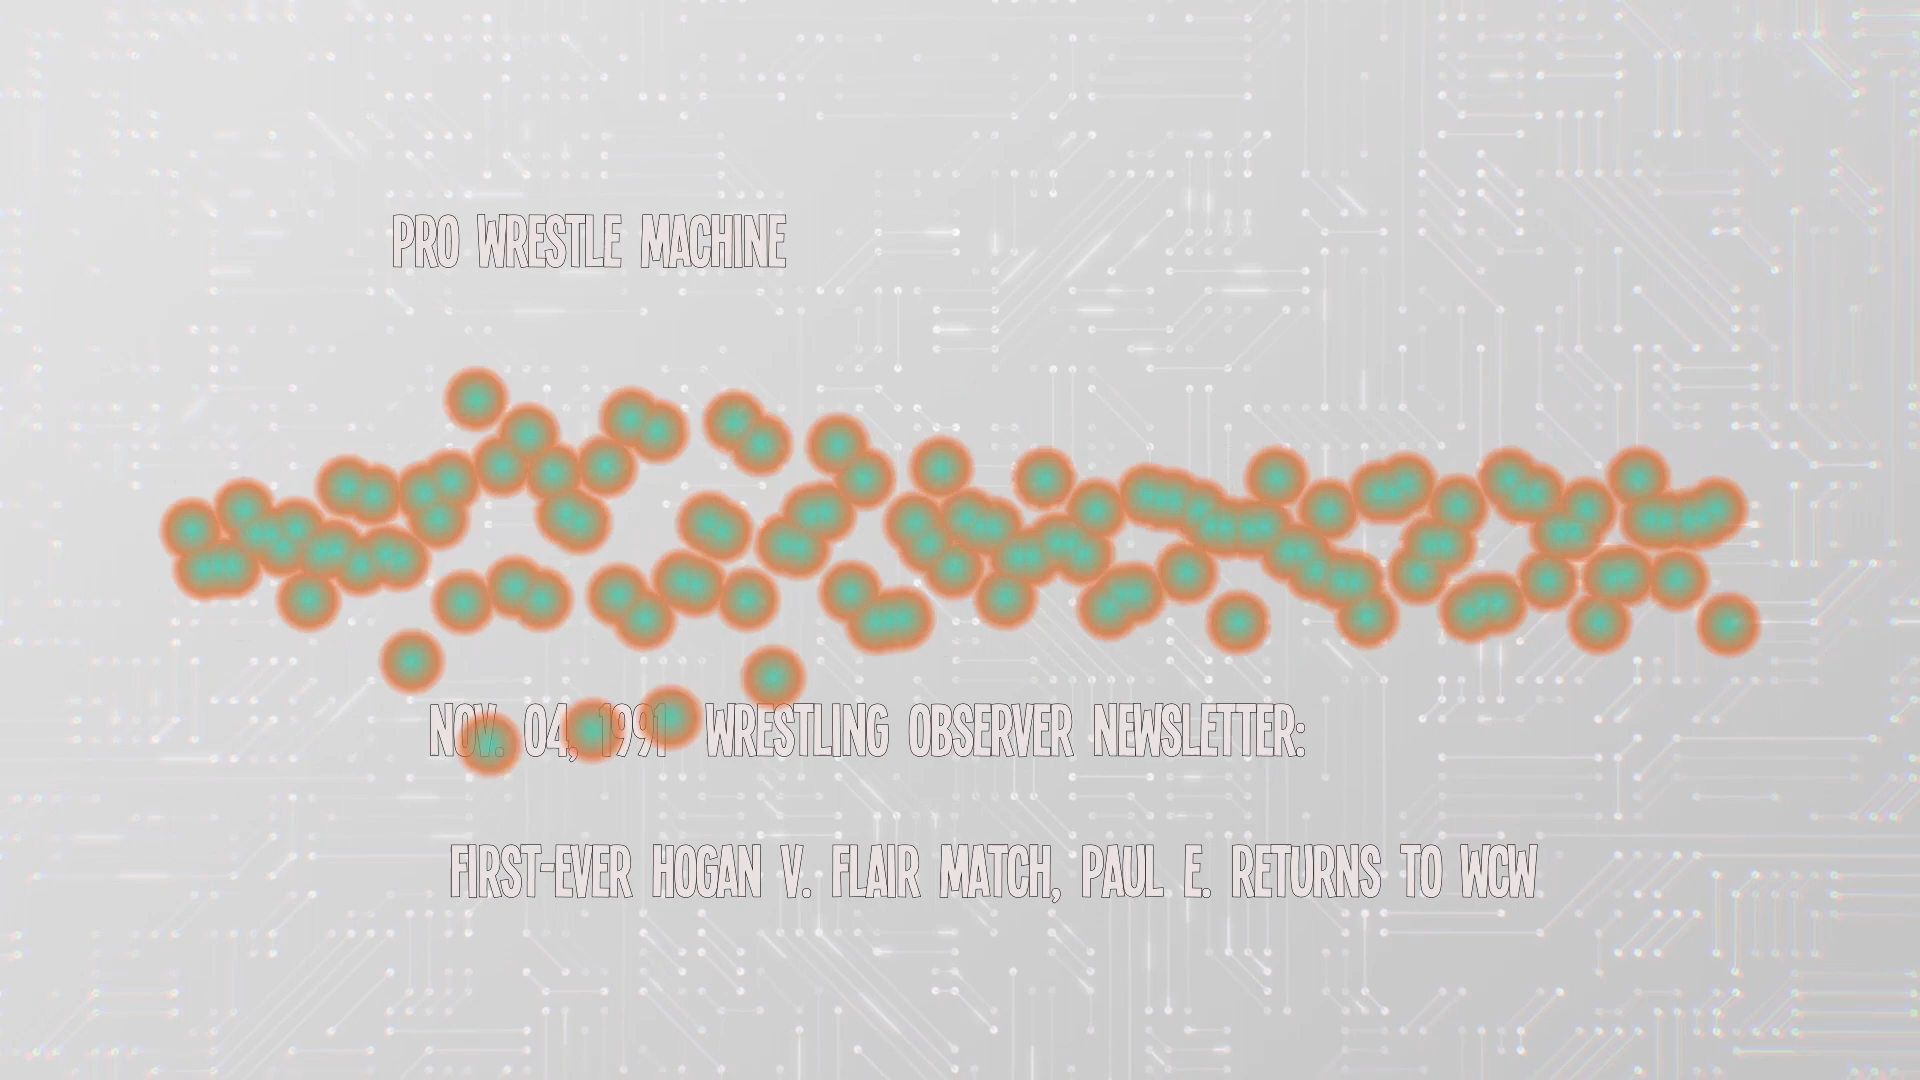 PRO WRESTLE MACHINE
NOV. 04, 1991 WRESTLING OBSERVER NEWSLETTER:
FIRST-EVER HOGAN V. FLAIR MATCH, PAUL E. RETURNS TO WCW